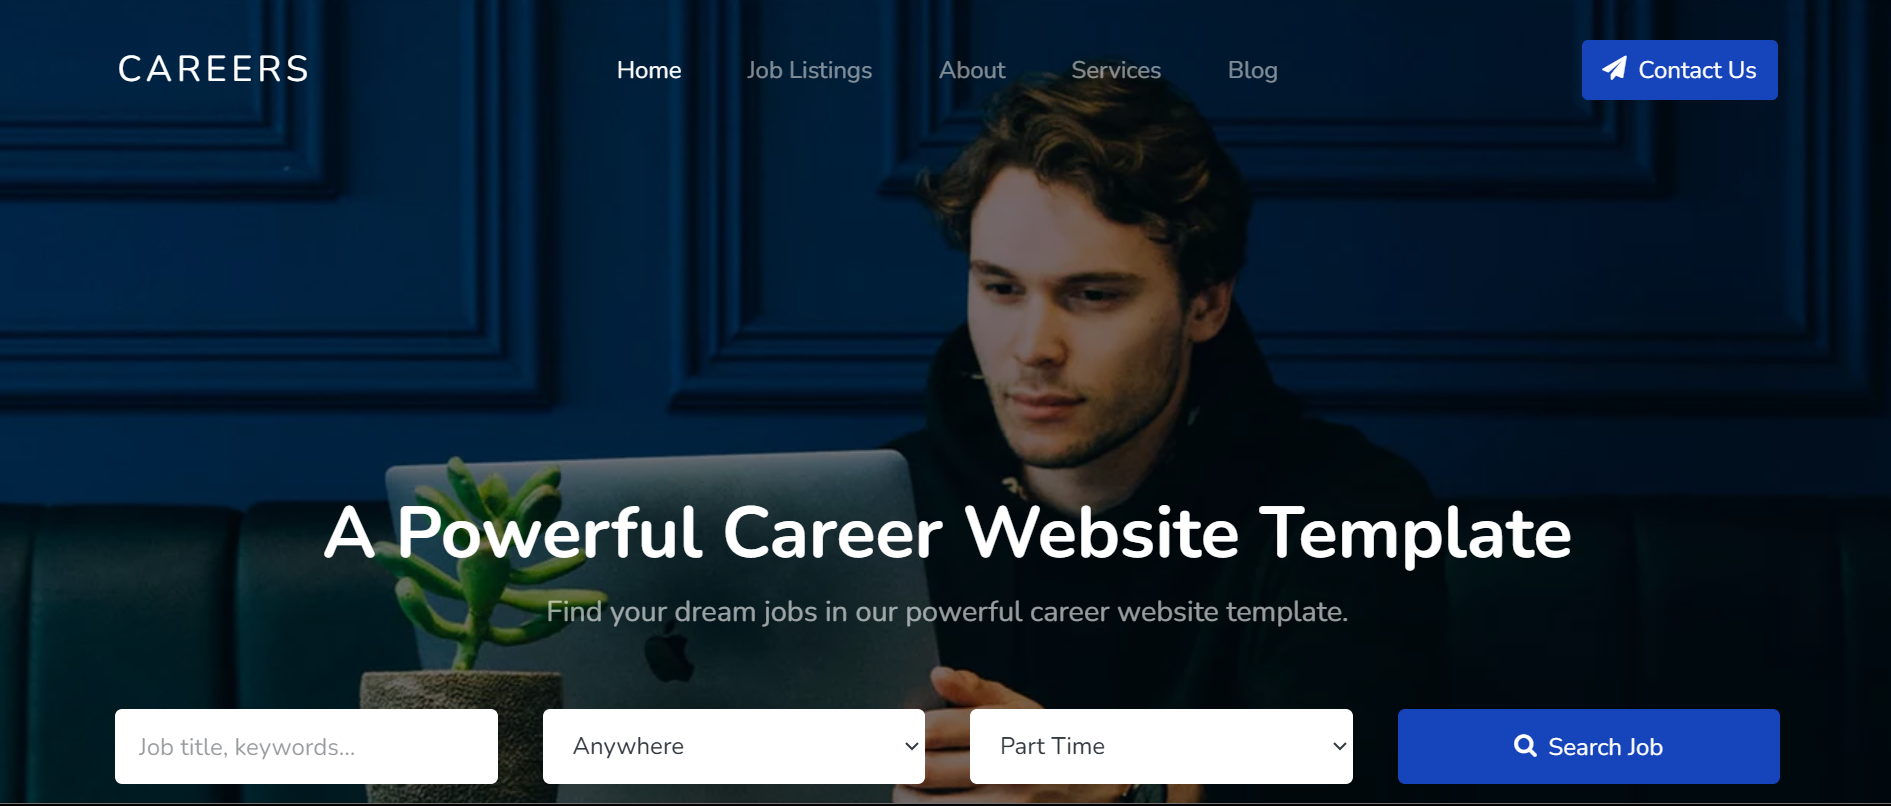 CAREERS
Home Job Listings About Services Blog
Contact Us
A Powerful Career Website Template
Find your dream jobs in our powerful career website template.
Job title, keywords...
Anywhere
Part Time
Search Job